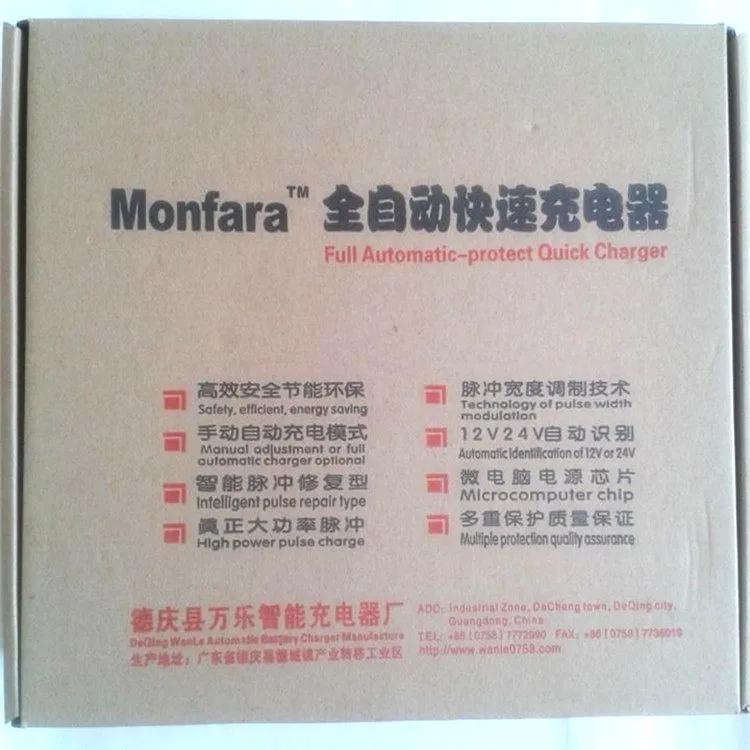 Monfara™ 全自动快速充电器
Full Automatic-protect Quick Charger
高效安全节能环保
Safety, efficient, energy saving
手动自动充电模式
Manual adjustment or full
automatic charger optional
智能脉冲修复型
Intelligent pulse repair type
真正大功率脉冲
High power pulse charge
脉冲宽度调制技术
Technology of pulse width
modulation
12V24V自动识别
Automatic Identification of 12V or 24V
微电脑电源芯片
Microcomputer chip
多重保护质量保证
Multiple protection quality assurance
德庆县万乐智能充电器厂
DeQing WanLe Automatic Battery Charger Manufacture
生产地址：广东省德庆县德城镇产业转移工业区
ADD: Industrial Zone, DeCheng town, DeQing city,
Guangdong, China
TEL: +86 (0758) 7772990 FAX: +86 (0758) 7736019
http://www.wanle0758.com